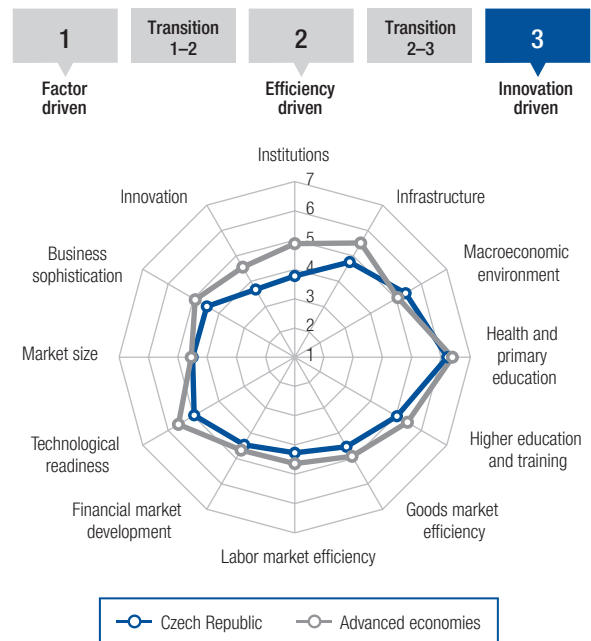 1
Transition
1–2
2
Transition
2–3
3
Factor
driven
Efficiency
driven
Innovation
driven
Institutions
7
Innovation
6
Infrastructure
5
Business
sophistication
4
Macroeconomic
environment
3
2
Market size
1
Health and
primary
education
Technological
readiness
Higher education
and training
Financial market
development
Goods market
efficiency
Labor market efficiency
Czech Republic
Advanced economies